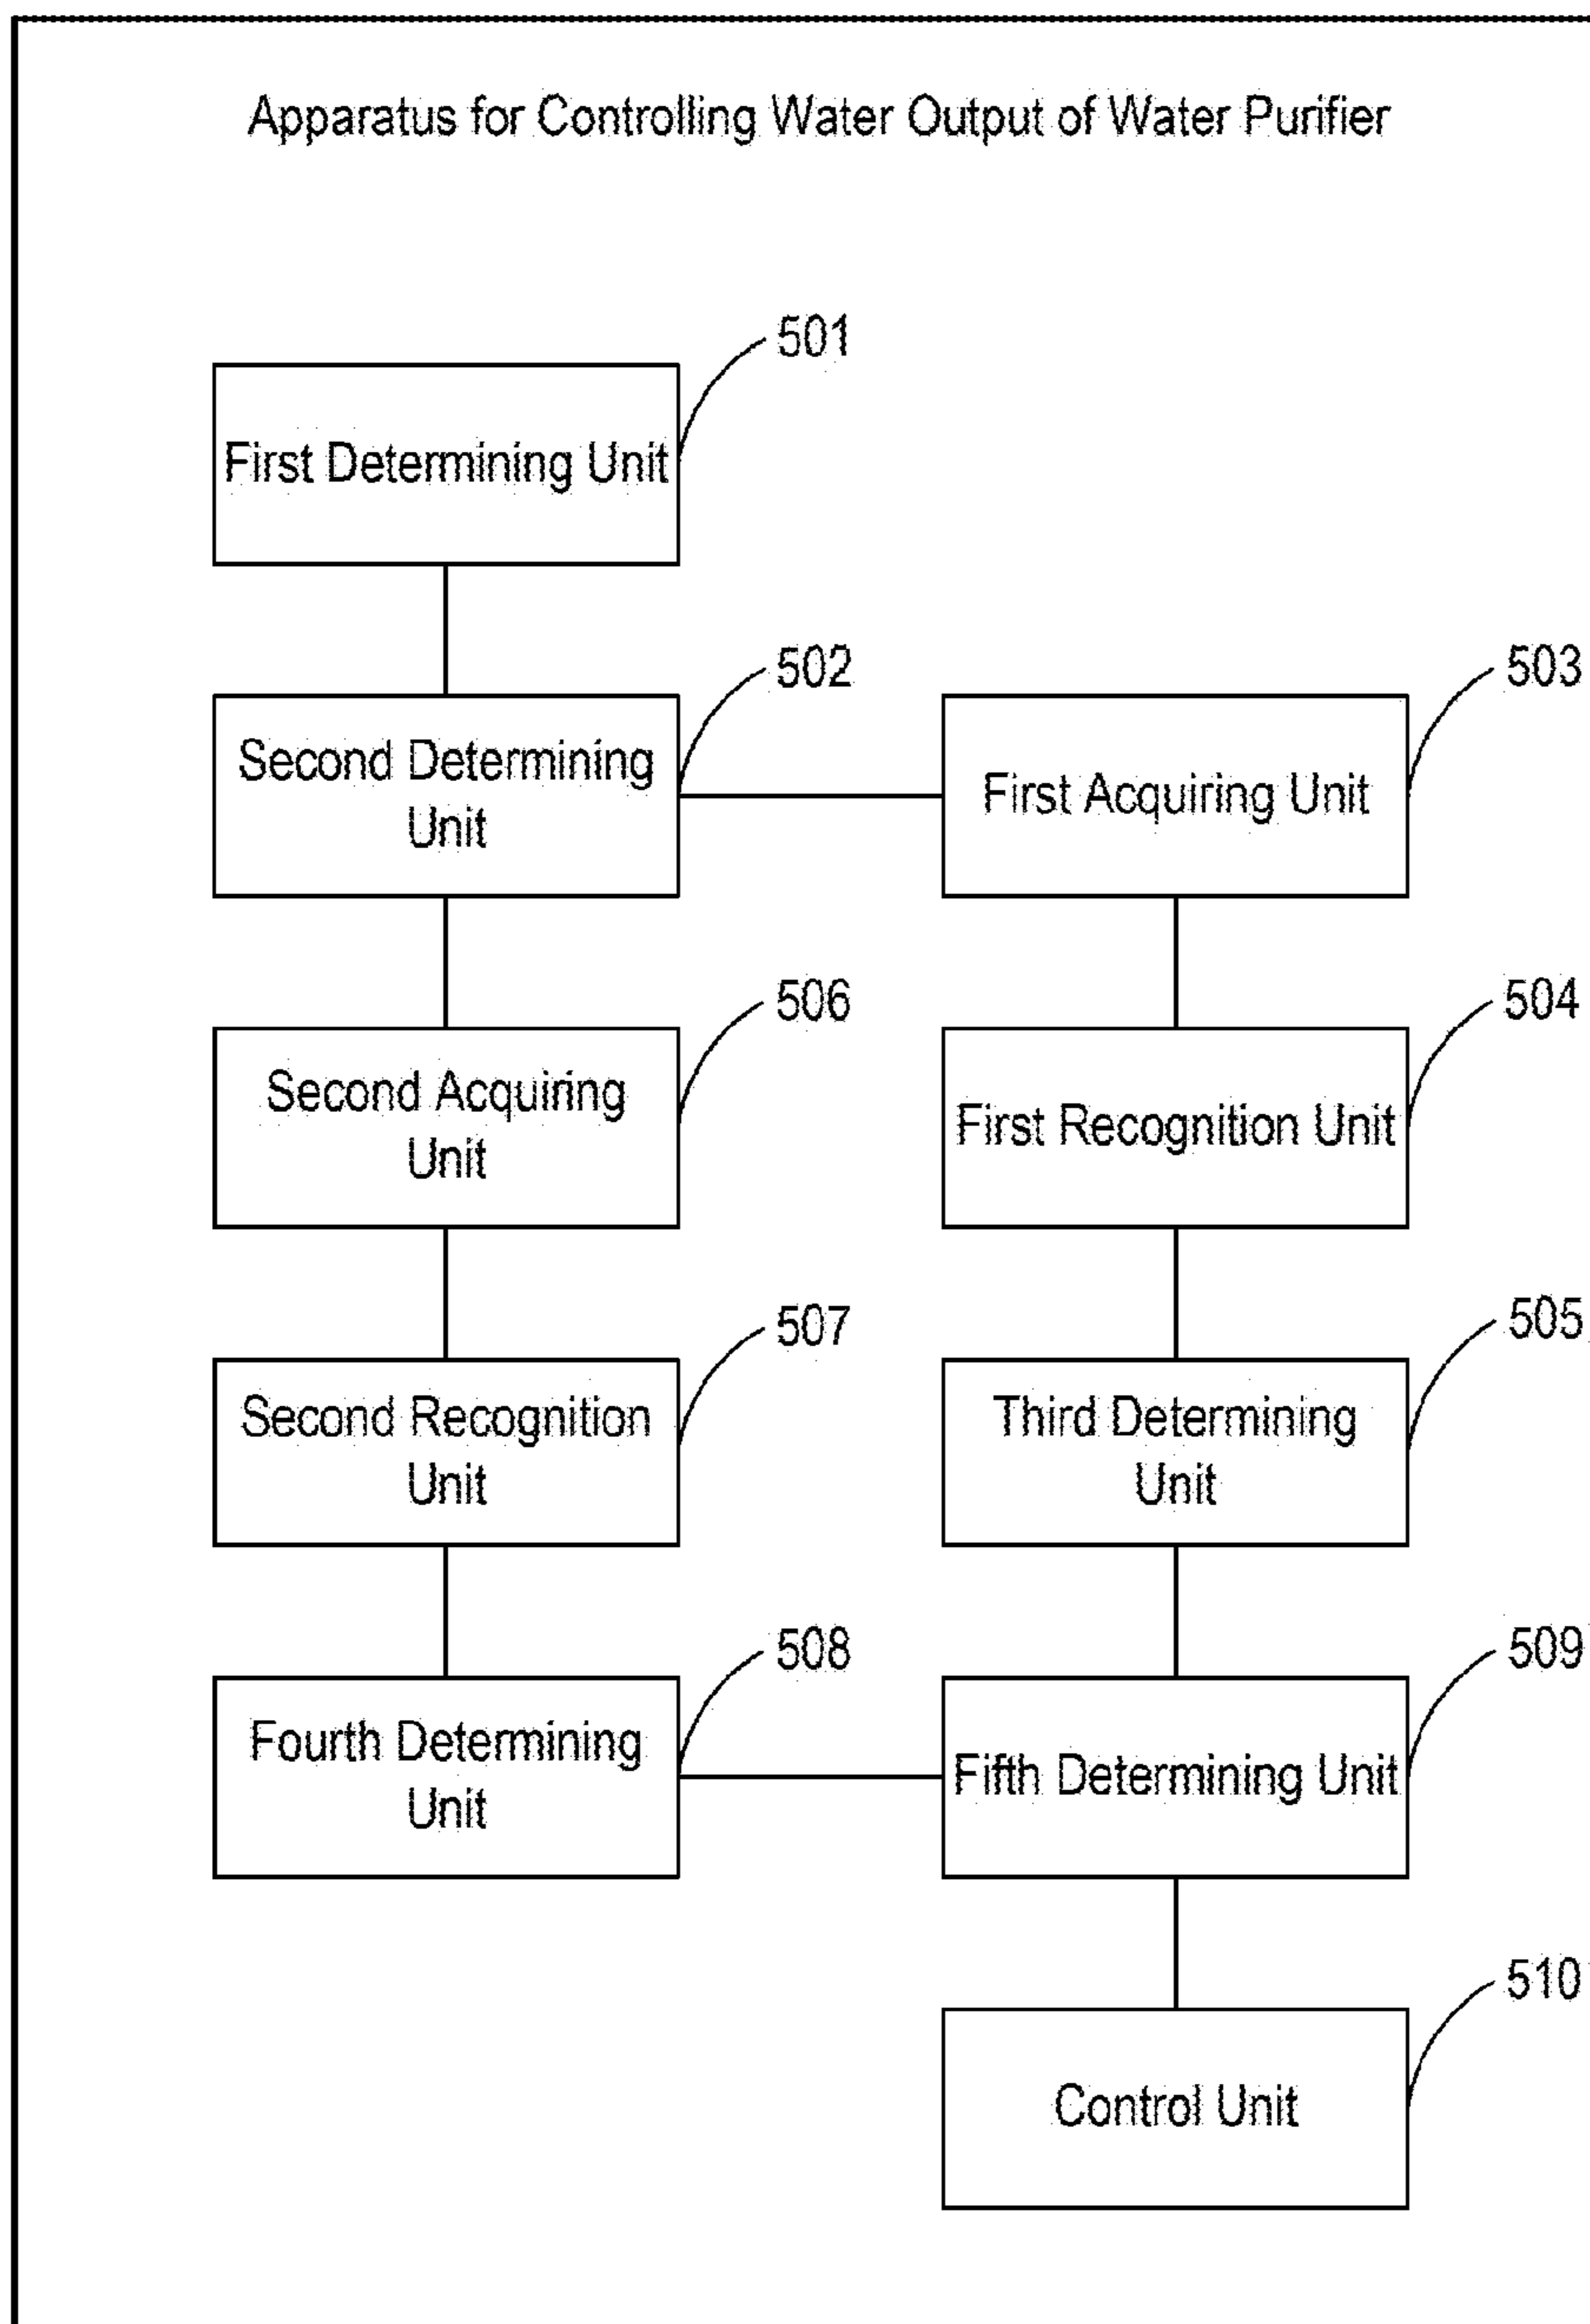 Apparatus for Controlling Water Output of Water Purifier
501
First Determining Unit
502
Second Determining
Unit
503
First Acquiring Unit
506
Second Acquiring
Unit
504
First Recognition Unit
507
Second Recognition
Unit
505
Third Determining
Unit
508
Fourth Determining
Unit
509
Fifth Determining Unit
510
Control Unit